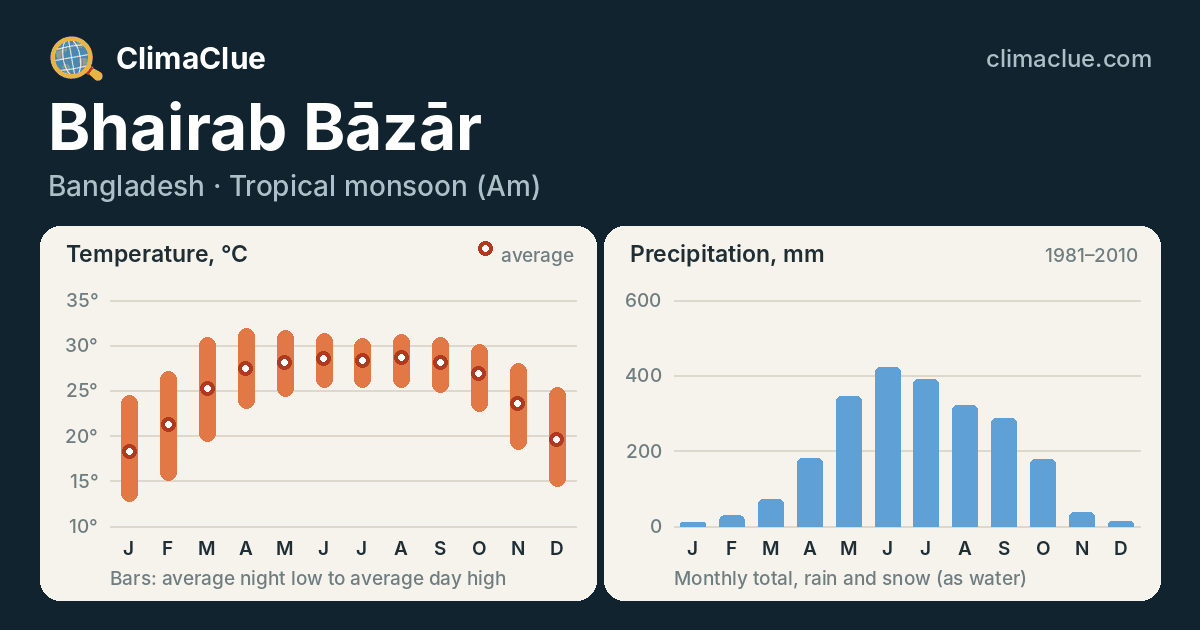 ClimaClue
climaclue.com
Bhairab Bāzār
Bangladesh · Tropical monsoon (Am)
Temperature, °C
average
35°
30°
25°
20°
15°
10°
J F M A M J J A S O N D
Bars: average night low to average day high
Precipitation, mm
1981–2010
600
400
200
0
J F M A M J J A S O N D
Monthly total, rain and snow (as water)